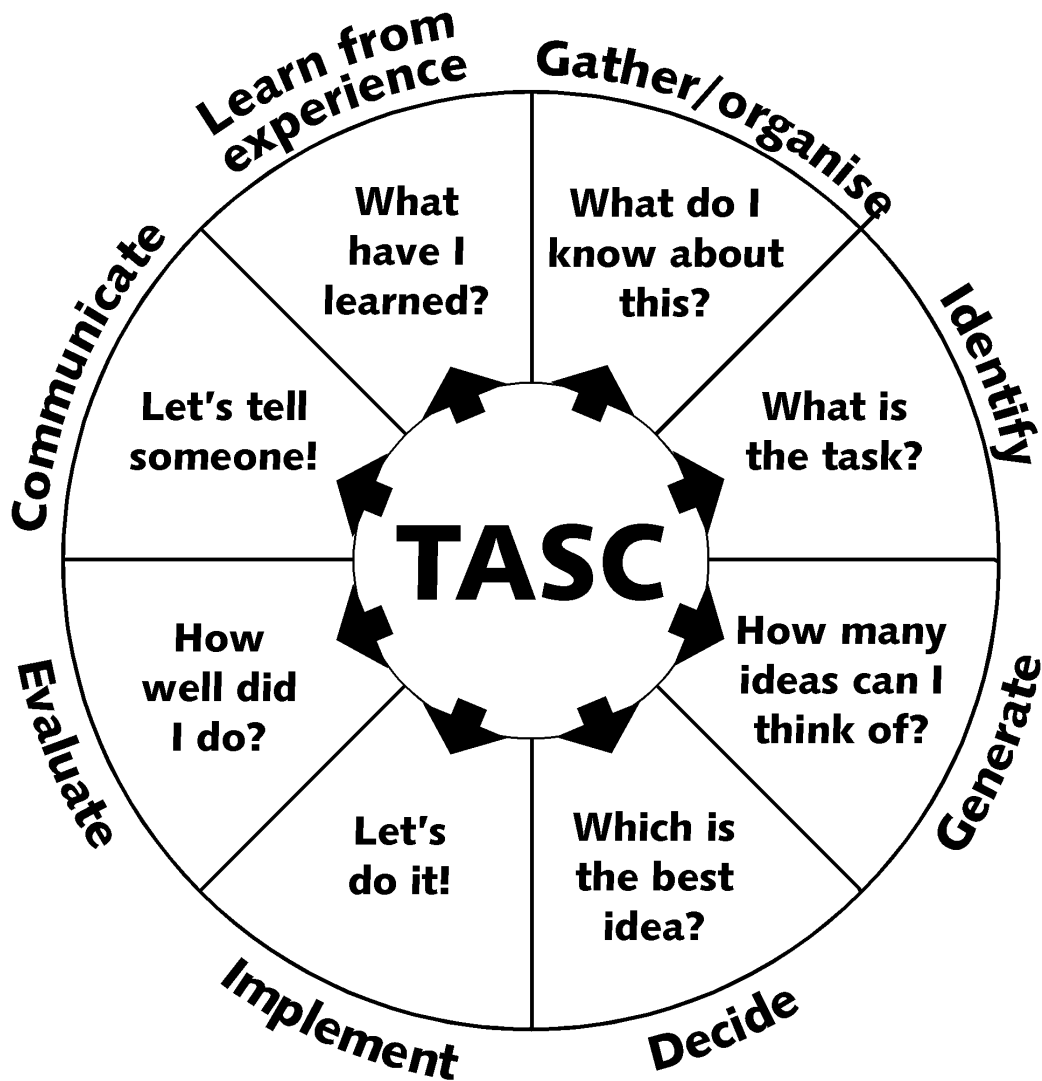 Gather/organise
What do I
know about
this?
Identify
What is
the task?
Generate
How many
ideas can I
think of?
Decide
Which is
the best
idea?
Implement
Let's
do it!
Evaluate
How
well did
I do?
Communicate
Let's tell
someone!
Learn from
experience
What
have I
learned?
TASC